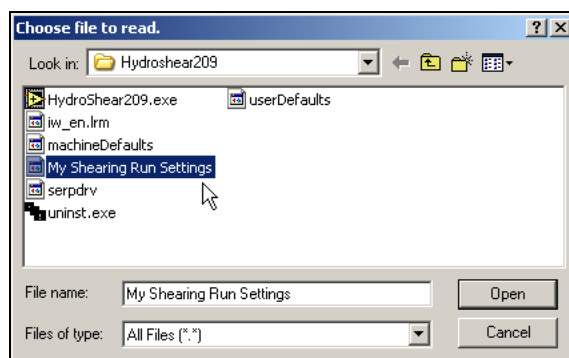 Choose file to read.
Look in: Hydroshear209
HydroShear209.exe userDefaults
iw_en.lrm
machineDefaults
My Shearing Run Settings
serpdrv
uninst.exe
File name: My Shearing Run Settings Open
Files of type: All Files (*.*) Cancel